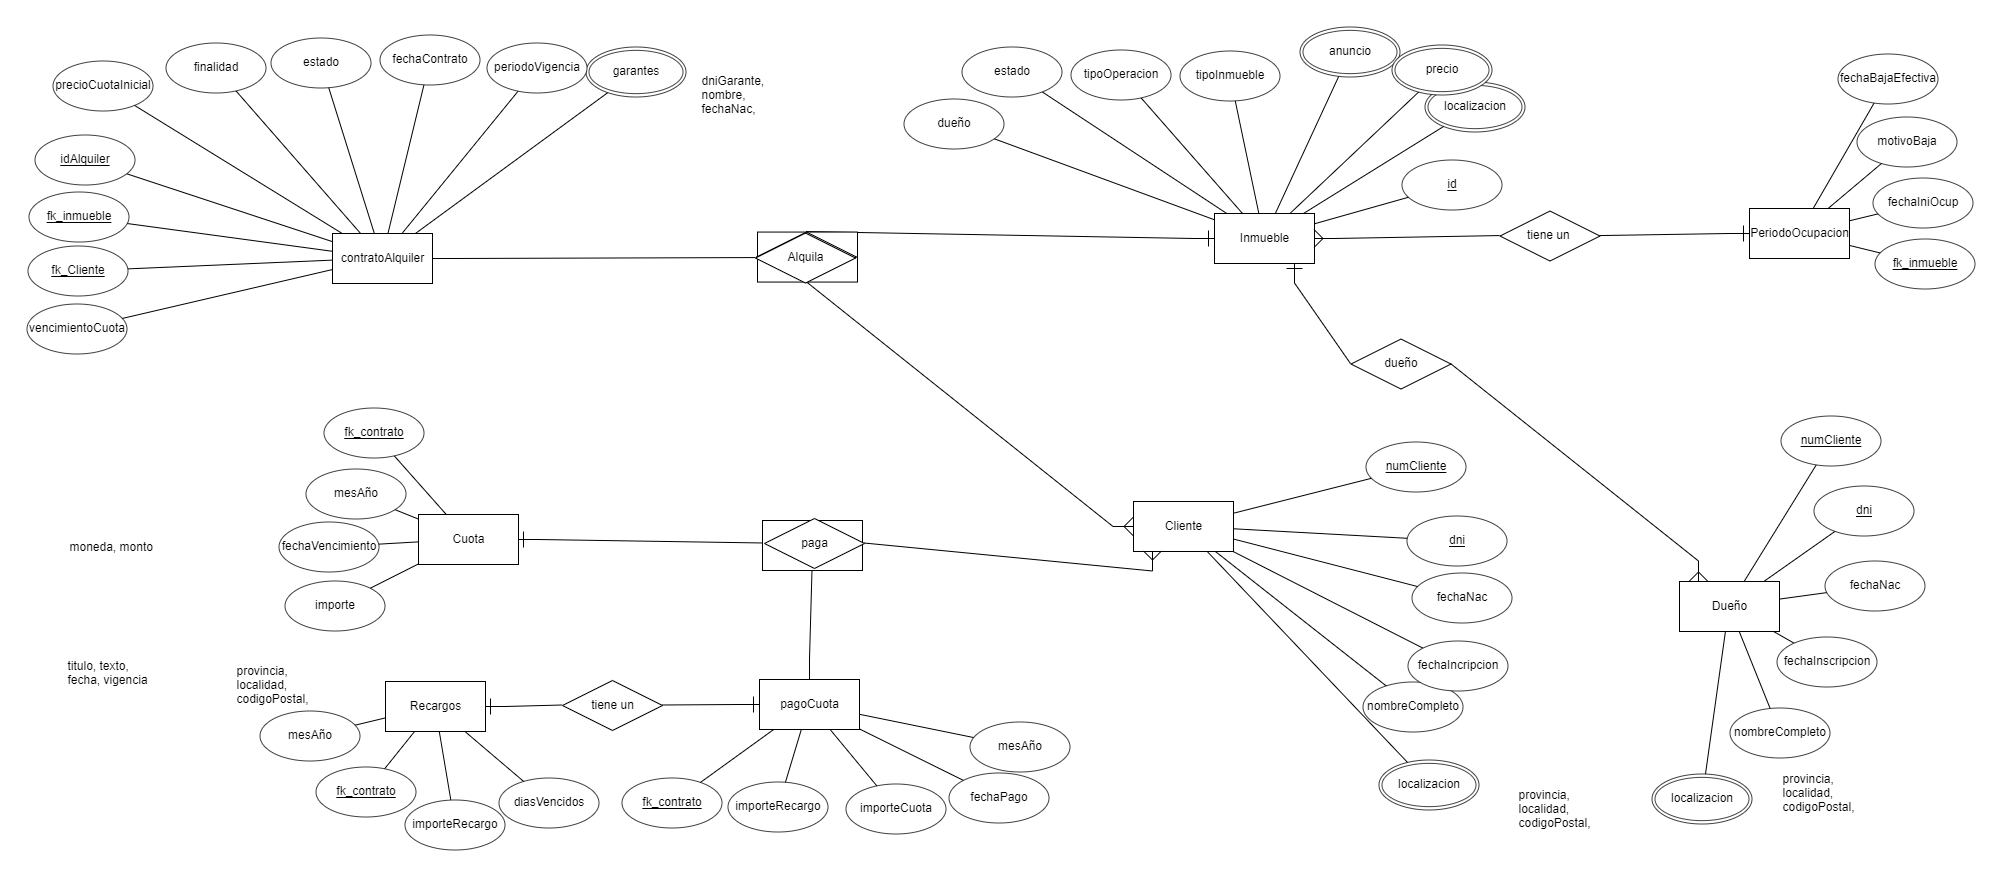 precioCuotaInicial
finalidad
estado
fechaContrato
periodoVigencia
garantes
dniGarante,
nombre,
fechaNac,
idAlquiler
fk_inmueble
fk_Cliente
vencimientoCuota
contratoAlquiler
Alquila
dueño
estado
tipoOperacion
tipoInmueble
anuncio
precio
localizacion
id
Inmueble
tiene un
fechaBajaEfectiva
motivoBaja
fechaIniOcup
fk_inmueble
PeriodoOcupacion
dueño
fk_contrato
mesAño
fechaVencimiento
importe
Cuota
paga
Cliente
numCliente
dni
fechaNac
fechaIncripcion
nombreCompleto
localizacion
provincia,
localidad,
codigoPostal,
numCliente
dni
fechaNac
fechaInscripcion
nombreCompleto
localizacion
Dueño
provincia,
localidad,
codigoPostal,
moneda, monto
titulo, texto,
fecha, vigencia
provincia,
localidad,
codigoPostal,
Recargos
mesAño
fk_contrato
importeRecargo
diasVencidos
tiene un
pagoCuota
fk_contrato
importeRecargo
importeCuota
fechaPago
mesAño